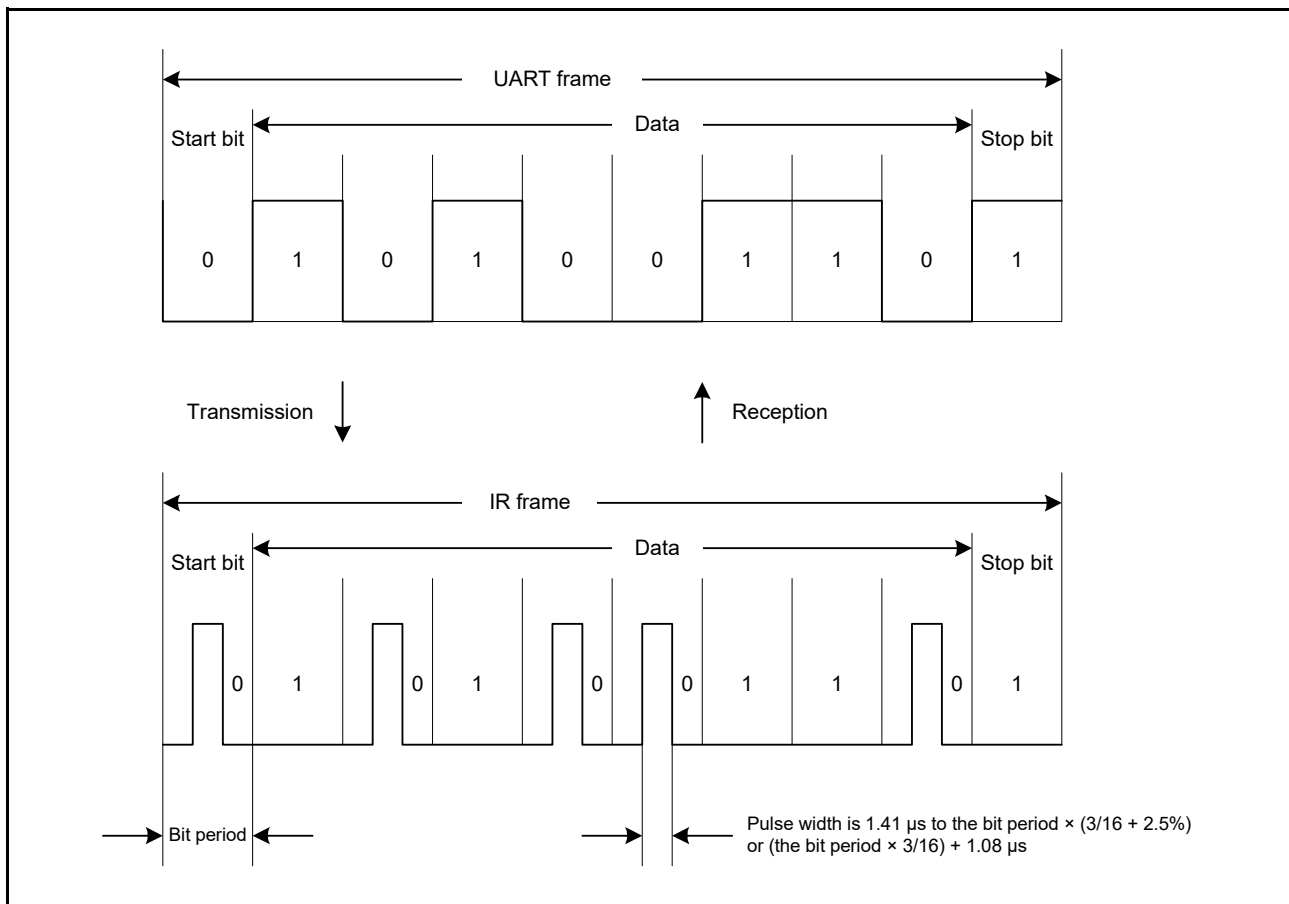 UART frame
Data
Start bit
Stop bit
0 1 0 1 0 0 1 1 0 1
Transmission
Reception
IR frame
Data
Start bit
Stop bit
0 1 0 1 0 0 1 1 0 1
Bit period
Pulse width is 1.41 µs to the bit period × (3/16 + 2.5%)
or (the bit period × 3/16) + 1.08 µs